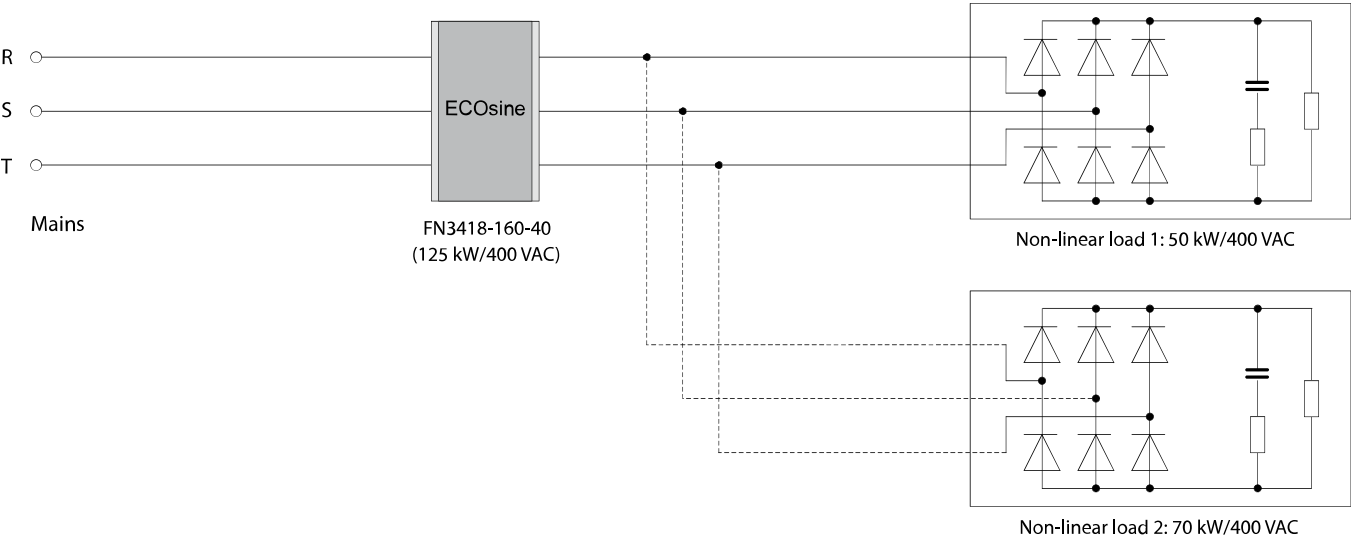 R
S
T
Mains
ECOsine
FN3418-160-40
(125 kW/400 VAC)
Non-linear load 1: 50 kW/400 VAC
Non-linear load 2: 70 kW/400 VAC